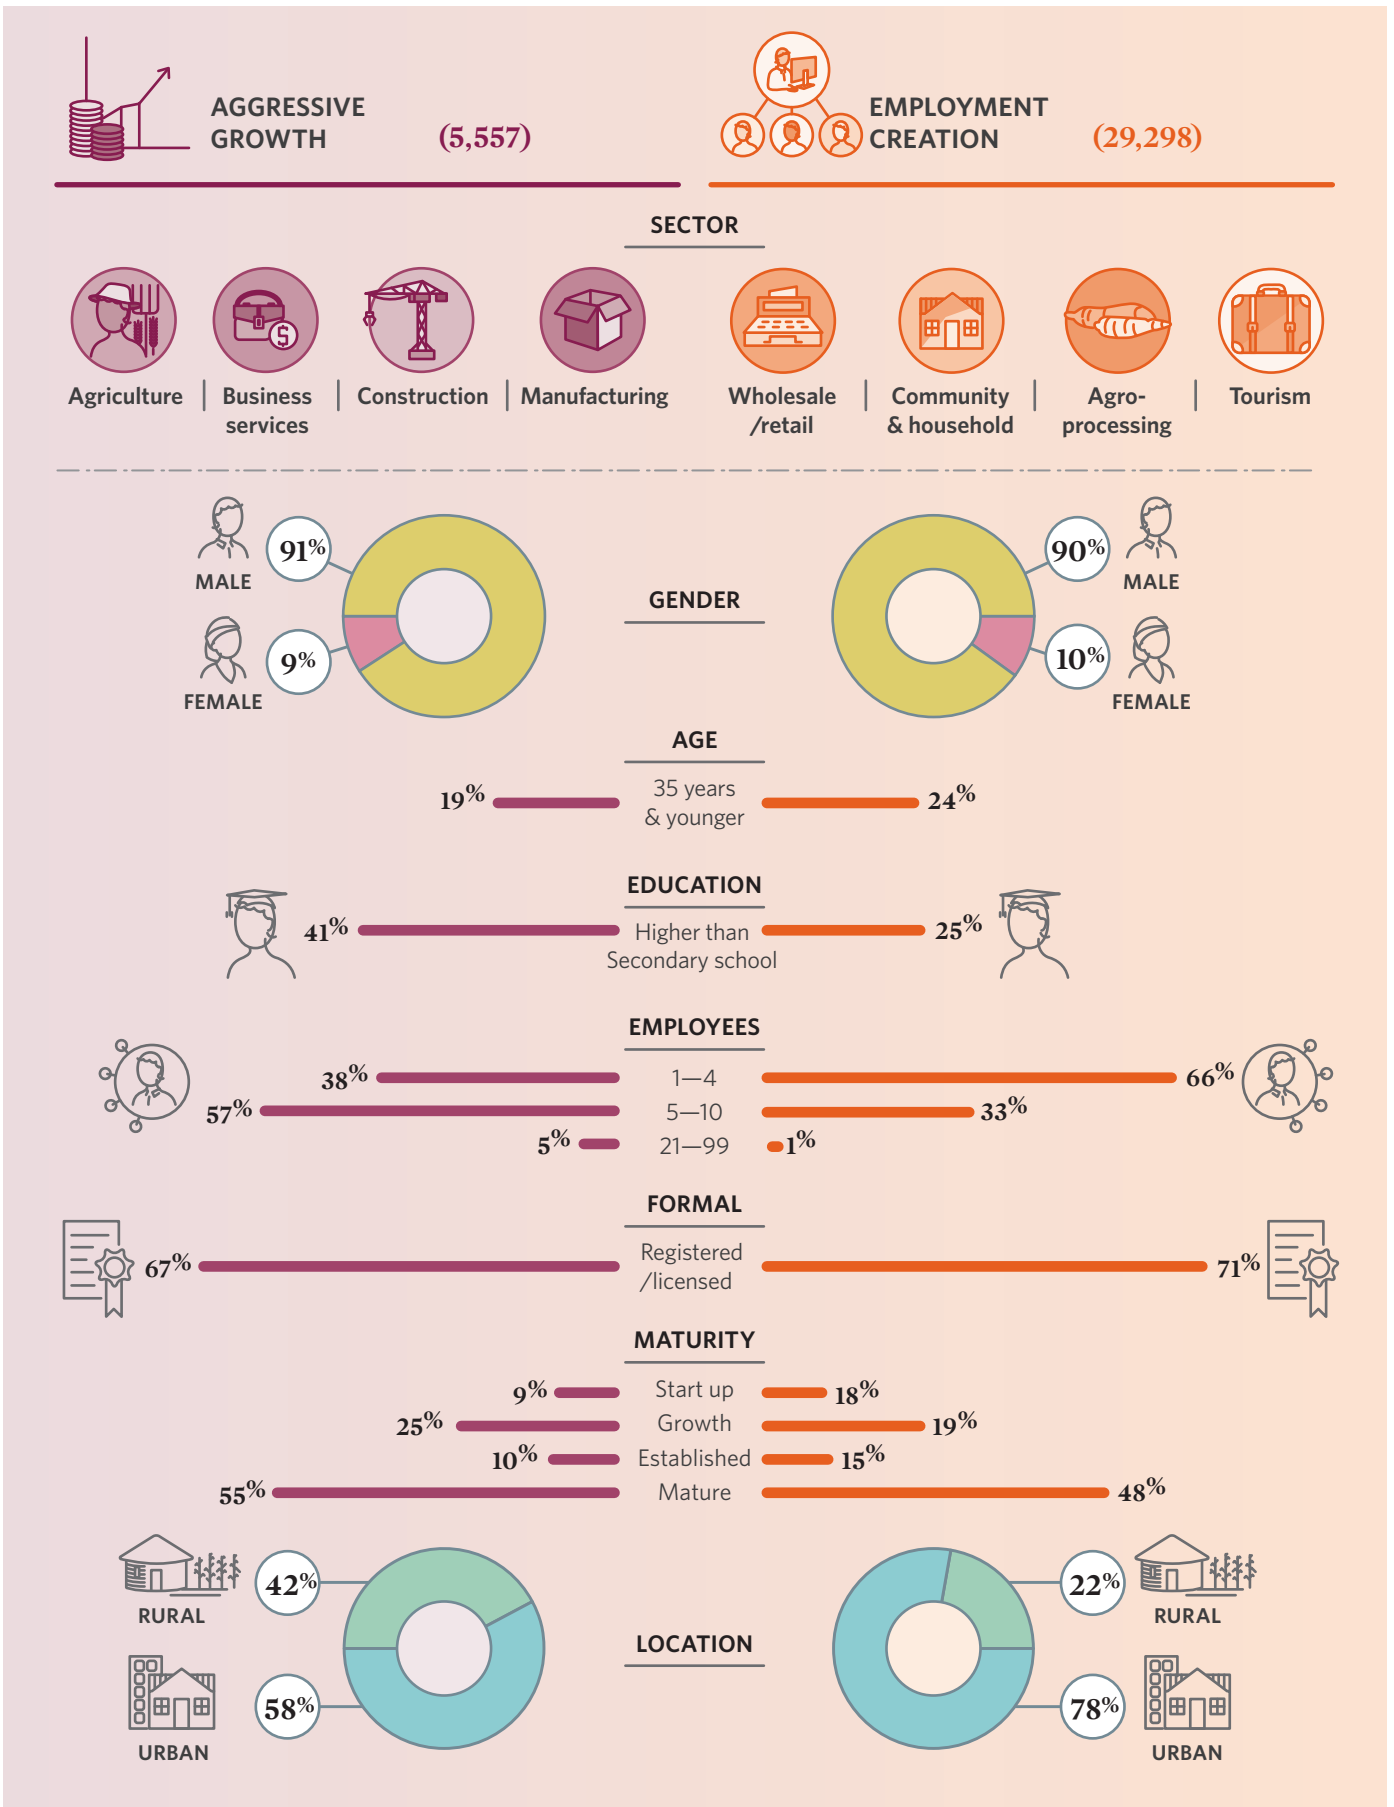 AGGRESSIVE
GROWTH (5,557)
EMPLOYMENT
CREATION (29,298)
SECTOR
Agriculture
Business
services
Construction
Manufacturing
Wholesale
/retail
Community
& household
Agro-
processing
Tourism
$
GENDER
91%
MALE
9%
FEMALE
90%
MALE
10%
FEMALE
AGE
19% 35 years 24%
& younger
EDUCATION
41% Higher than 25%
Secondary school
EMPLOYEES
38% 1—4 66%
57% 5—10 33%
5% 21—99 1%
FORMAL
67% Registered 71%
/licensed
MATURITY
9% Start up 18%
25% Growth 19%
10% Established 15%
55% Mature 48%
LOCATION
42%
RURAL
58%
URBAN
22%
RURAL
78%
URBAN